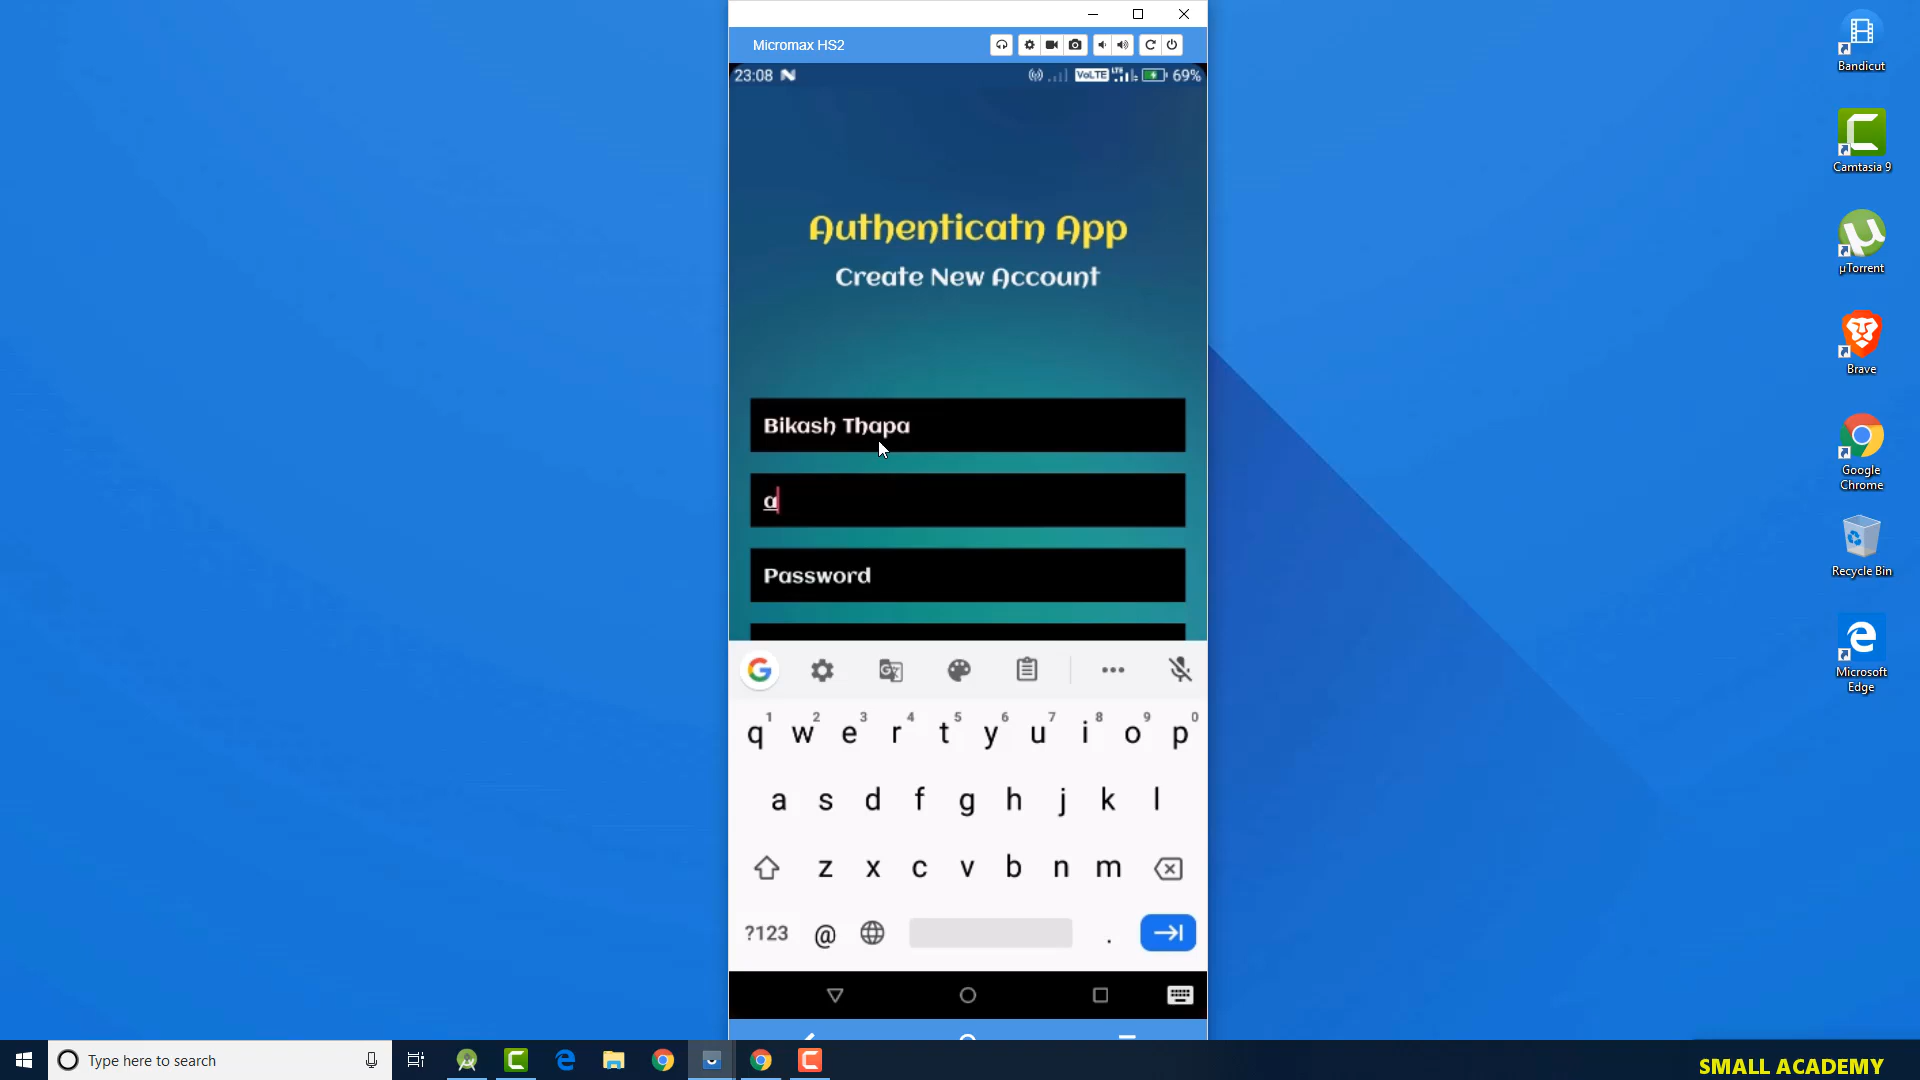 Micromax HS2
23:08
VoLTE LTE 69%
Authenticatn App
Create New Account
Bikash Thapa
a
Password
1 2 3 4 5 6 7 8 9 0
q w e r t y u i o p
a s d f g h j k l
z x c v b n m
?123 @ .
Bandicut
Camtasia 9
µTorrent
Brave
Google
Chrome
Recycle Bin
Microsoft
Edge
Type here to search
SMALL ACADEMY